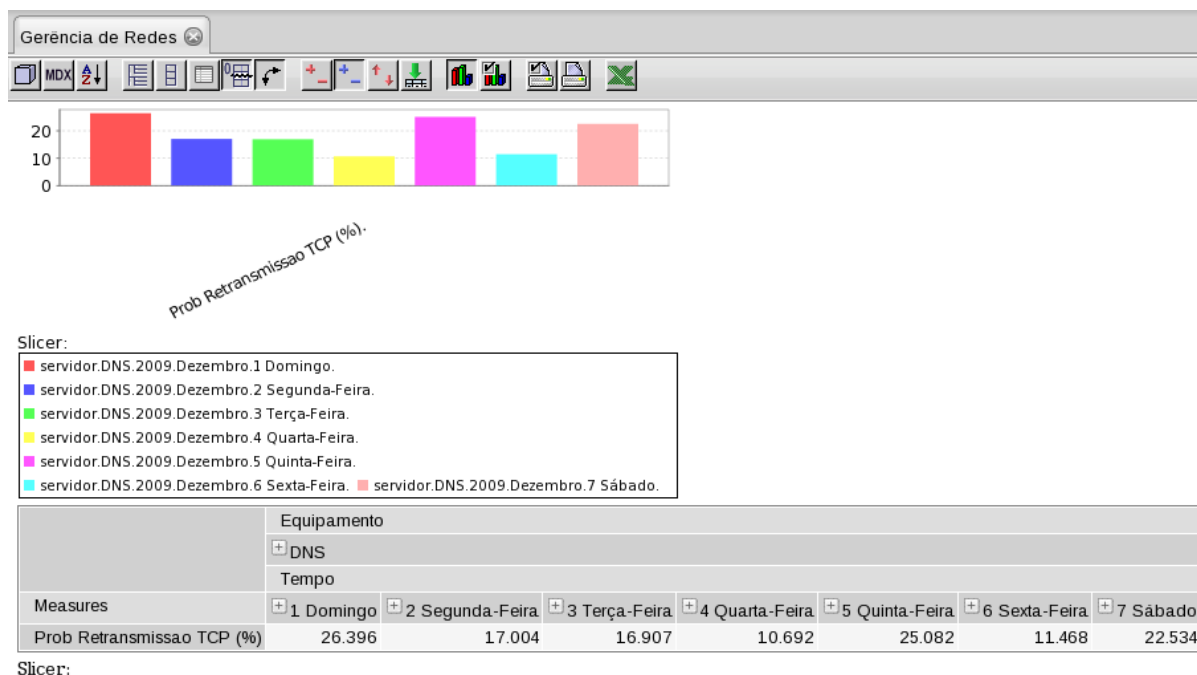 Gerência de Redes
MDX
20
10
0
Prob Retransmissao TCP (%).
Slicer:
servidor.DNS.2009.Dezembro.1 Domingo.
servidor.DNS.2009.Dezembro.2 Segunda-Feira.
servidor.DNS.2009.Dezembro.3 Terça-Feira.
servidor.DNS.2009.Dezembro.4 Quarta-Feira.
servidor.DNS.2009.Dezembro.5 Quinta-Feira.
servidor.DNS.2009.Dezembro.6 Sexta-Feira. servidor.DNS.2009.Dezembro.7 Sábado.
Equipamento
DNS
Tempo
Measures 1 Domingo 2 Segunda-Feira 3 Terça-Feira 4 Quarta-Feira 5 Quinta-Feira 6 Sexta-Feira 7 Sábado
Prob Retransmissao TCP (%) 26.396 17.004 16.907 10.692 25.082 11.468 22.534
Slicer: